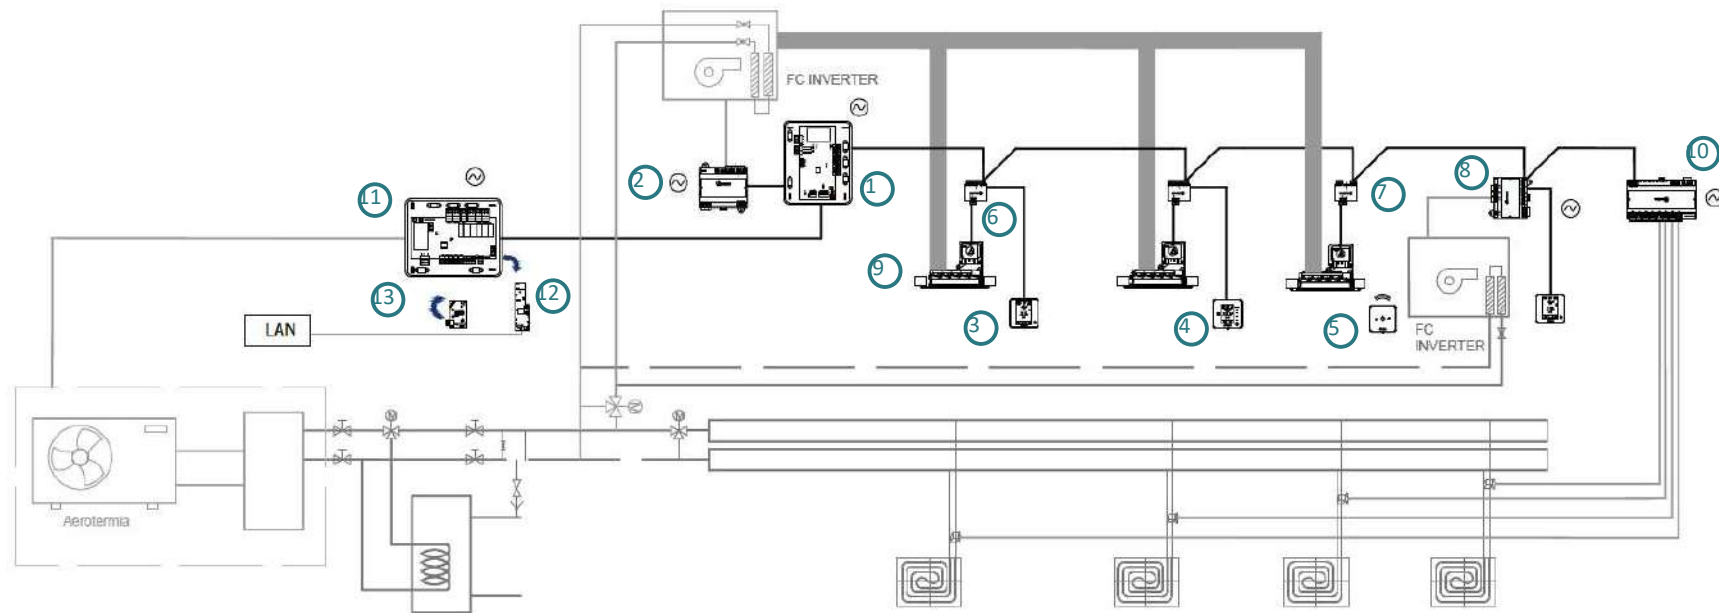 FC INVERTER
10
8
2
1
7
11
6
9
12
13
3
4
5
LAN
FC
INVERTER
Aerotermia